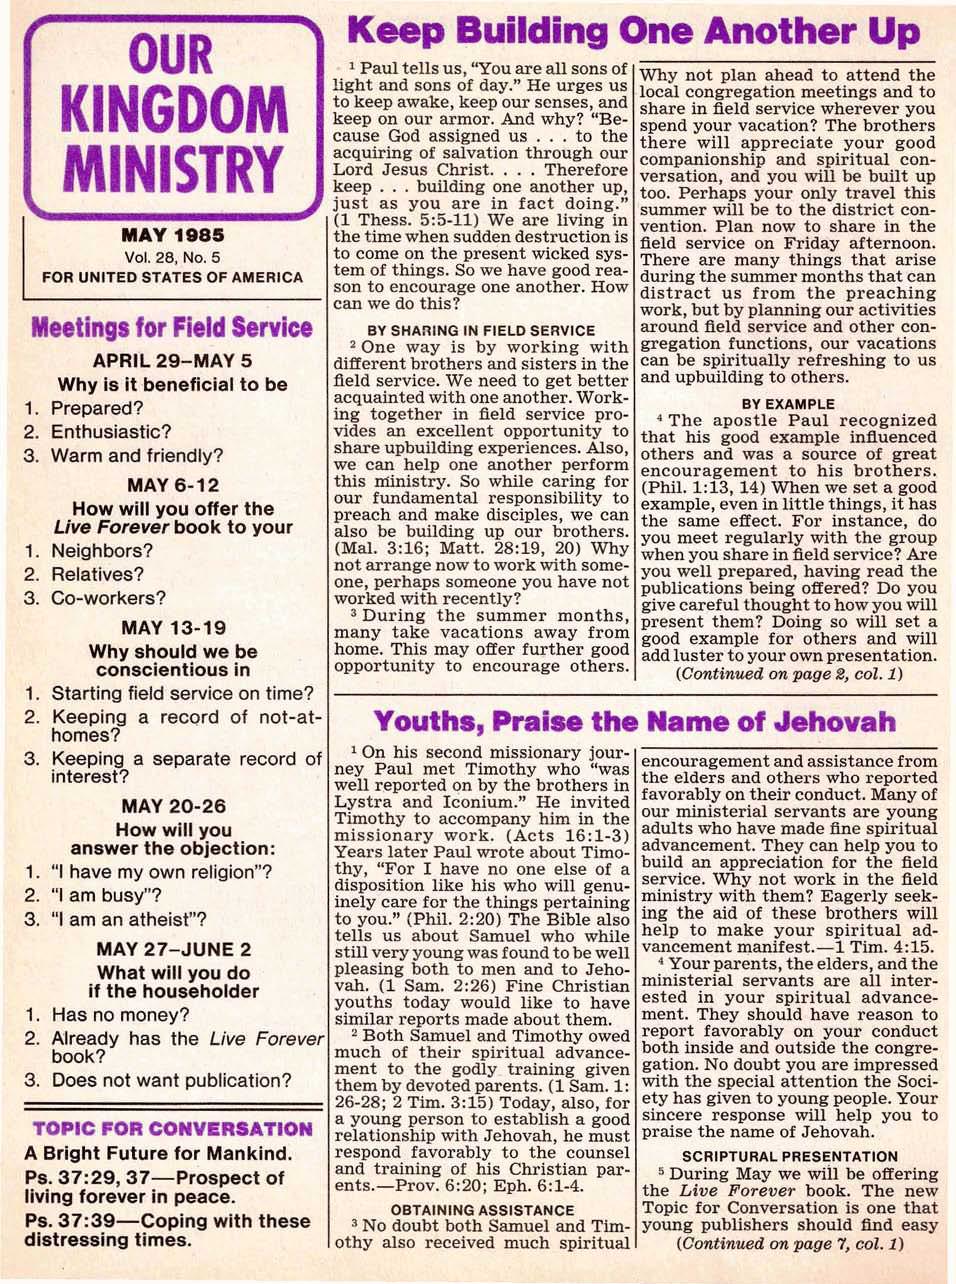 OUR
KINGDOM
MINISTRY
MAY 1985
Vol. 28, No. 5
FOR UNITED STATES OF AMERICA
Meetings for Field Service
APRIL 29–MAY 5
Why is it beneficial to be
1. Prepared?
2. Enthusiastic?
3. Warm and friendly?
MAY 6-12
How will you offer the
Live Forever book to your
1. Neighbors?
2. Relatives?
3. Co-workers?
MAY 13-19
Why should we be
conscientious in
1. Starting field service on time?
2. Keeping a record of not-at-
homes?
3. Keeping a separate record of
interest?
MAY 20-26
How will you
answer the objection:
1. "I have my own religion"?
2. "I am busy"?
3. "I am an atheist"?
MAY 27–JUNE 2
What will you do
if the householder
1. Has no money?
2. Already has the Live Forever
book?
3. Does not want publication?
TOPIC FOR CONVERSATION
A Bright Future for Mankind.
Ps. 37:29, 37—Prospect of
living forever in peace.
Ps. 37:39—Coping with these
distressing times.
Keep Building One Another Up
1 Paul tells us, "You are all sons of
light and sons of day." He urges us
to keep awake, keep our senses, and
keep on our armor. And why? "Be-
cause God assigned us . . . to the
acquiring of salvation through our
Lord Jesus Christ. . . . Therefore
keep . . . building one another up,
just as you are in fact doing."
(1 Thess. 5:5-11) We are living in
the time when sudden destruction is
to come on the present wicked sys-
tem of things. So we have good rea-
son to encourage one another. How
can we do this?
BY SHARING IN FIELD SERVICE
2 One way is by working with
different brothers and sisters in the
field service. We need to get better
acquainted with one another. Work-
ing together in field service pro-
vides an excellent opportunity to
share upbuilding experiences. Also,
we can help one another perform
this ministry. So while caring for
our fundamental responsibility to
preach and make disciples, we can
also be building up our brothers.
(Mal. 3:16; Matt. 28:19, 20) Why
not arrange now to work with some-
one, perhaps someone you have not
worked with recently?
3 During the summer months,
many take vacations away from
home. This may offer further good
opportunity to encourage others.
Why not plan ahead to attend the
local congregation meetings and to
share in field service wherever you
spend your vacation? The brothers
there will appreciate your good
companionship and spiritual con-
versation, and you will be built up
too. Perhaps your only travel this
summer will be to the district con-
vention. Plan now to share in the
field service on Friday afternoon.
There are many things that arise
during the summer months that can
distract us from the preaching
work, but by planning our activities
around field service and other con-
gregation functions, our vacations
can be spiritually refreshing to us
and upbuilding to others.
BY EXAMPLE
4 The apostle Paul recognized
that his good example influenced
others and was a source of great
encouragement to his brothers.
(Phil. 1:13, 14) When we set a good
example, even in little things, it has
the same effect. For instance, do
you meet regularly with the group
when you share in field service? Are
you well prepared, having read the
publications being offered? Do you
give careful thought to how you will
present them? Doing so will set a
good example for others and will
add luster to your own presentation.
(Continued on page 2, col. 1)
Youths, Praise the Name of Jehovah
1 On his second missionary jour-
ney Paul met Timothy who "was
well reported on by the brothers in
Lystra and Iconium." He invited
Timothy to accompany him in the
missionary work. (Acts 16:1-3)
Years later Paul wrote about Timo-
thy, "For I have no one else of a
disposition like his who will genu-
inely care for the things pertaining
to you." (Phil. 2:20) The Bible also
tells us about Samuel who while
still very young was found to be well
pleasing both to men and to Jeho-
vah. (1 Sam. 2:26) Fine Christian
youths today would like to have
similar reports made about them.
2 Both Samuel and Timothy owed
much of their spiritual advance-
ment to the godly training given
them by devoted parents. (1 Sam. 1:
26-28; 2 Tim. 3:15) Today, also, for
a young person to establish a good
relationship with Jehovah, he must
respond favorably to the counsel
and training of his Christian par-
ents.—Prov. 6:20; Eph. 6:1-4.
OBTAINING ASSISTANCE
3 No doubt both Samuel and Tim-
othy also received much spiritual
encouragement and assistance from
the elders and others who reported
favorably on their conduct. Many of
our ministerial servants are young
adults who have made fine spiritual
advancement. They can help you to
build an appreciation for the field
service. Why not work in the field
ministry with them? Eagerly seek-
ing the aid of these brothers will
help to make your spiritual ad-
vancement manifest.—1 Tim. 4:15.
4 Your parents, the elders, and the
ministerial servants are all inter-
ested in your spiritual advance-
ment. They should have reason to
report favorably on your conduct
both inside and outside the congre-
gation. No doubt you are impressed
with the special attention the Soci-
ety has given to young people. Your
sincere response will help you to
praise the name of Jehovah.
SCRIPTURAL PRESENTATION
5 During May we will be offering
the Live Forever book. The new
Topic for Conversation is one that
young publishers should find easy
(Continued on page 7, col. 1)